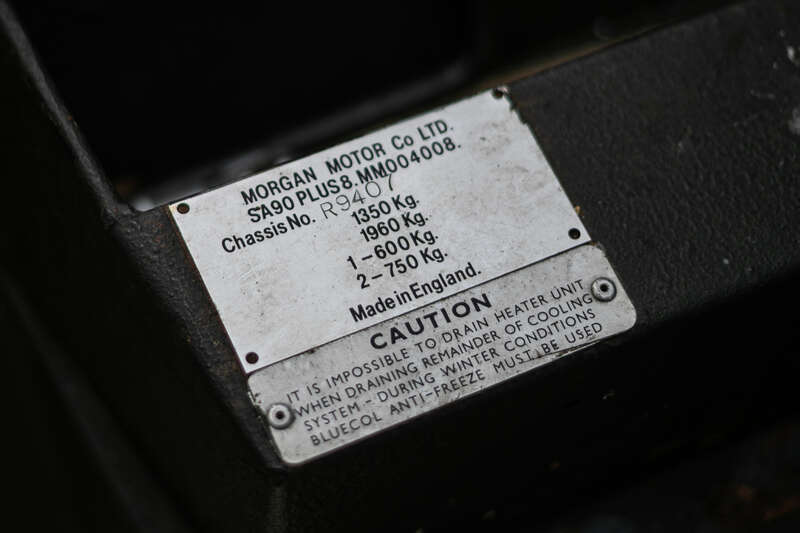 MORGAN MOTOR Co LTD.
SA90 PLUS 8. MM004008.
Chassis No. R9407
1350 Kg.
1960 Kg.
1 – 600 Kg.
2 – 750 Kg.
Made in England.
CAUTION
IT IS IMPOSSIBLE TO DRAIN HEATER UNIT
WHEN DRAINING REMAINDER OF COOLING
SYSTEM – DURING WINTER CONDITIONS
BLUECOL ANTI-FREEZE MUST BE USED